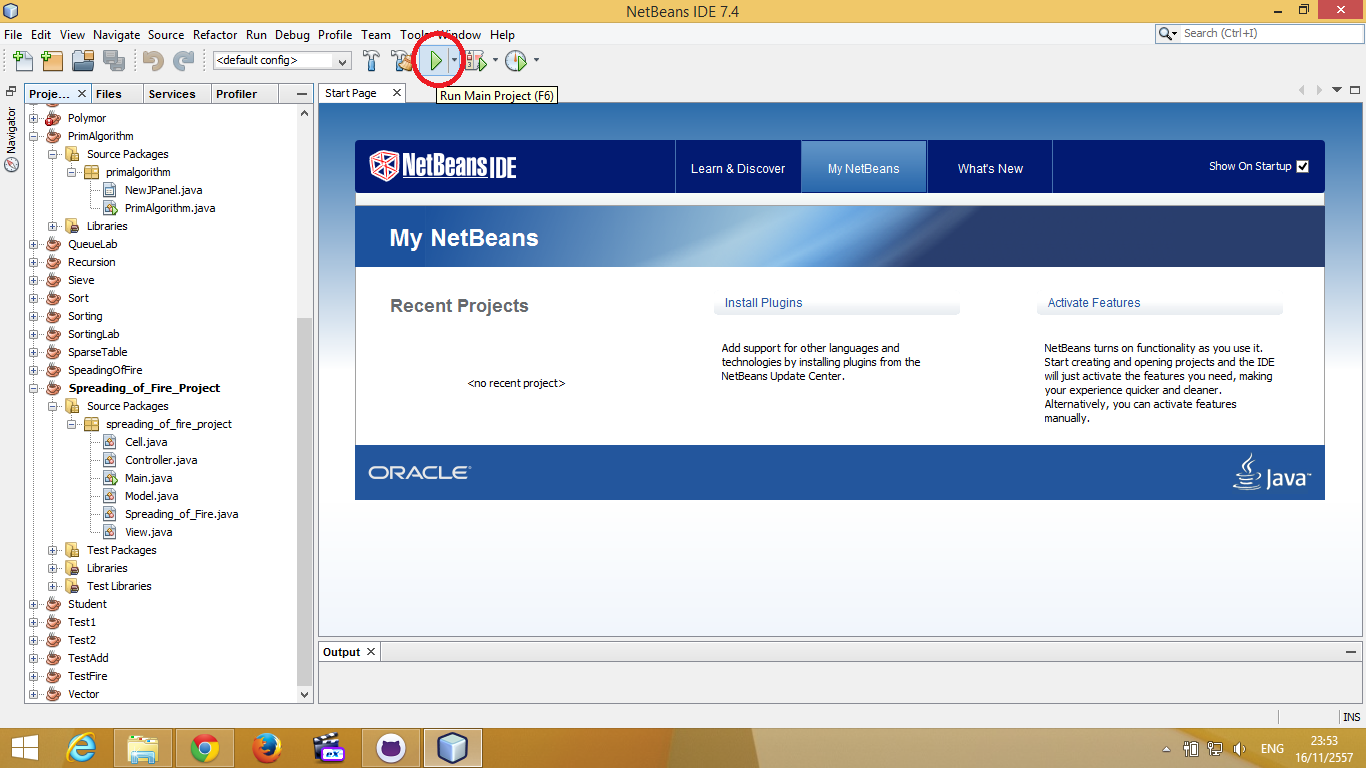 NetBeans IDE 7.4
File Edit View Navigate Source Refactor Run Debug Profile Team Tools Window Help
Search (Ctrl+I)
<default config>
Run Main Project (F6)
Navigator
Proje... Files Services Profiler
Polymor
PrimAlgorithm
Source Packages
primalgorithm
NewJPanel.java
PrimAlgorithm.java
Libraries
QueueLab
Recursion
Sieve
Sort
Sorting
SortingLab
SparseTable
SpeadingOfFire
Spreading_of_Fire_Project
Source Packages
spreading_of_fire_project
Cell.java
Controller.java
Main.java
Model.java
Spreading_of_Fire.java
View.java
Test Packages
Libraries
Test Libraries
Student
Test1
Test2
TestAdd
TestFire
Vector
Start Page
NetBeans IDE
Learn & Discover
My NetBeans
What's New
Show On Startup
My NetBeans
Recent Projects
<no recent project>
Install Plugins
Add support for other languages and
technologies by installing plugins from the
NetBeans Update Center.
Activate Features
NetBeans turns on functionality as you use it.
Start creating and opening projects and the IDE
will just activate the features you need, making
your experience quicker and cleaner.
Alternatively, you can activate features
manually.
ORACLE
Java
Output
INS
ex
ENG
23:53
16/11/2557